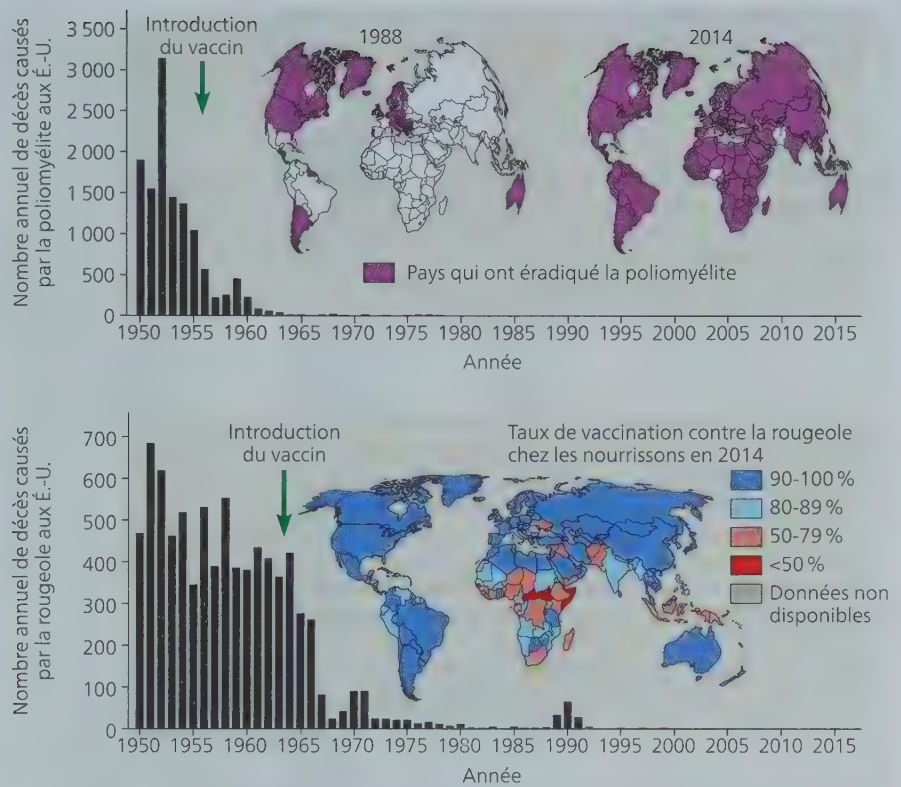 Nombre annuel de décès causés
par la poliomyélite aux É.-U.
3 500
3 000
2 500
2 000
1 500
1 000
500
0
Introduction
du vaccin
1988
2014
Pays qui ont éradiqué la poliomyélite
1950 1955 1960 1965 1970 1975 1980 1985 1990 1995 2000 2005 2010 2015
Année
Nombre annuel de décès causés
par la rougeole aux É.-U.
700
600
500
400
300
200
100
0
Introduction
du vaccin
Taux de vaccination contre la rougeole
chez les nourrissons en 2014
90-100 %
80-89 %
50-79 %
<50 %
Données non
disponibles
1950 1955 1960 1965 1970 1975 1980 1985 1990 1995 2000 2005 2010 2015
Année